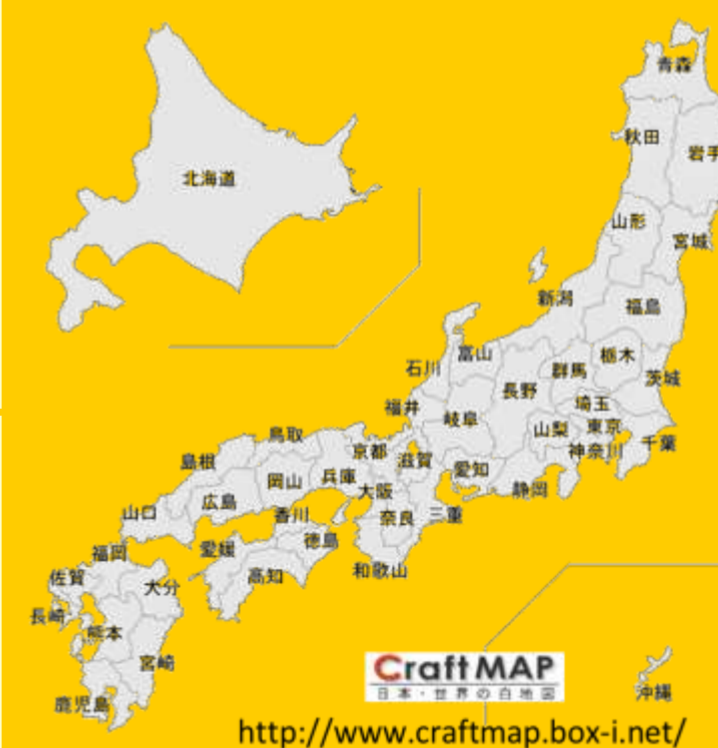 青森
秋田
岩手
北海道
山形
宮城
新潟
福島
富山
栃木
石川
群馬
茨城
長野
福井
埼玉
岐阜
東京
山梨
鳥取
千葉
京都
神奈川
滋賀
島根
愛知
兵庫
岡山
静岡
大阪
広島
山口
香川
奈良
三重
徳島
愛媛
福岡
和歌山
高知
佐賀
大分
長崎
熊本
宮崎
鹿児島
沖縄
CraftMAP
日本・世界の白地図
http://www.craftmap.box-i.net/